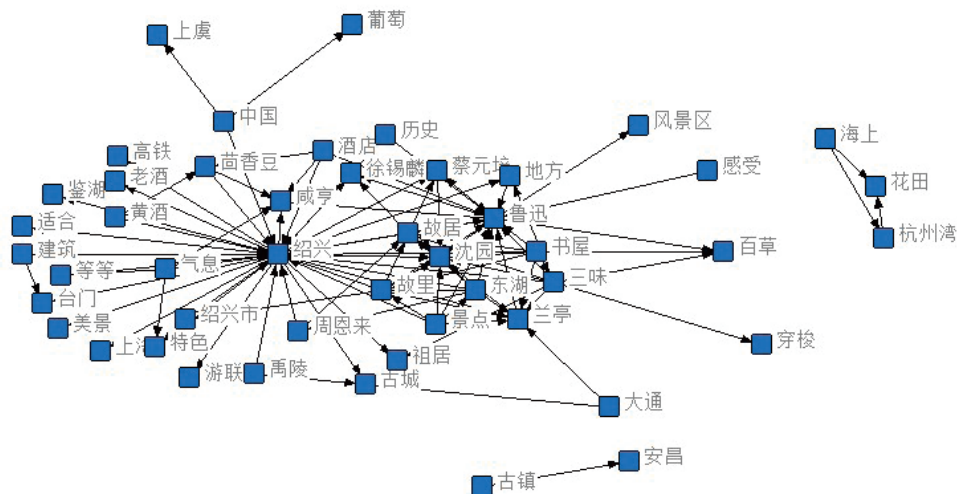 葡萄
上虞
中国
风景区
历史
海上
酒店
高铁
茴香豆
徐锡麟
蔡元培
地方
感受
老酒
花田
鉴湖
咸亨
黄酒
鲁迅
适合
故居
杭州湾
建筑
绍兴
沈园
书屋
百草
等等
气息
三味
台门
故里
东湖
绍兴市
美景
周恩来
景点
兰亭
特色
穿梭
祖居
游联
禹陵
古城
大通
安昌
古镇